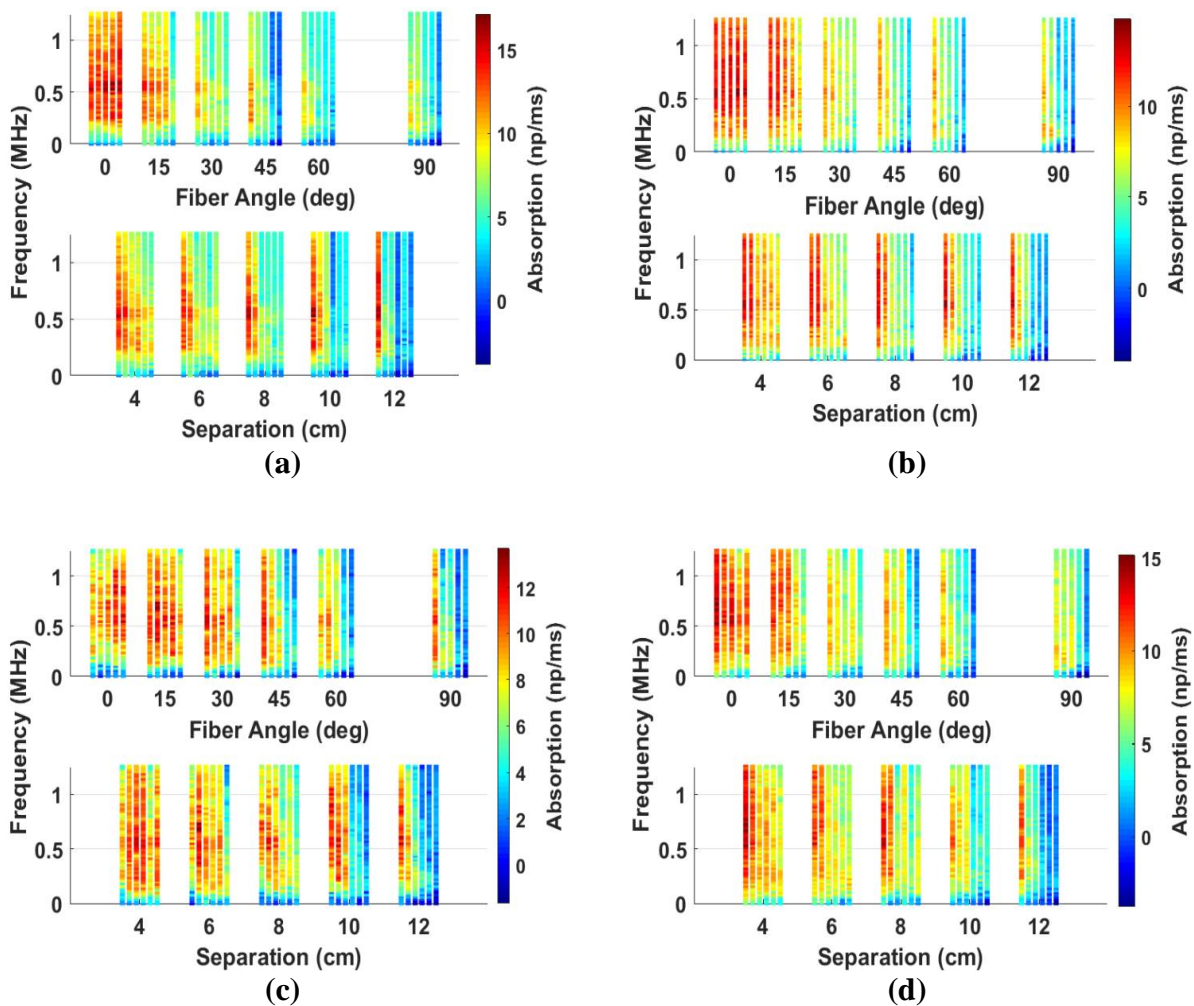 1
0.5
0
0 15 30 45 60 90
Fiber Angle (deg)
1
0.5
0
4 6 8 10 12
Separation (cm)
Frequency (MHz)
15
10
5
0
Absorption (np/ms)
(a)
1
0.5
0
0 15 30 45 60 90
Fiber Angle (deg)
1
0.5
0
4 6 8 10 12
Separation (cm)
Frequency (MHz)
10
5
0
Absorption (np/ms)
(b)
1
0.5
0
0 15 30 45 60 90
Fiber Angle (deg)
1
0.5
0
4 6 8 10 12
Separation (cm)
Frequency (MHz)
12
10
8
6
4
2
0
Absorption (np/ms)
(c)
1
0.5
0
0 15 30 45 60 90
Fiber Angle (deg)
1
0.5
0
4 6 8 10 12
Separation (cm)
Frequency (MHz)
15
10
5
0
Absorption (np/ms)
(d)